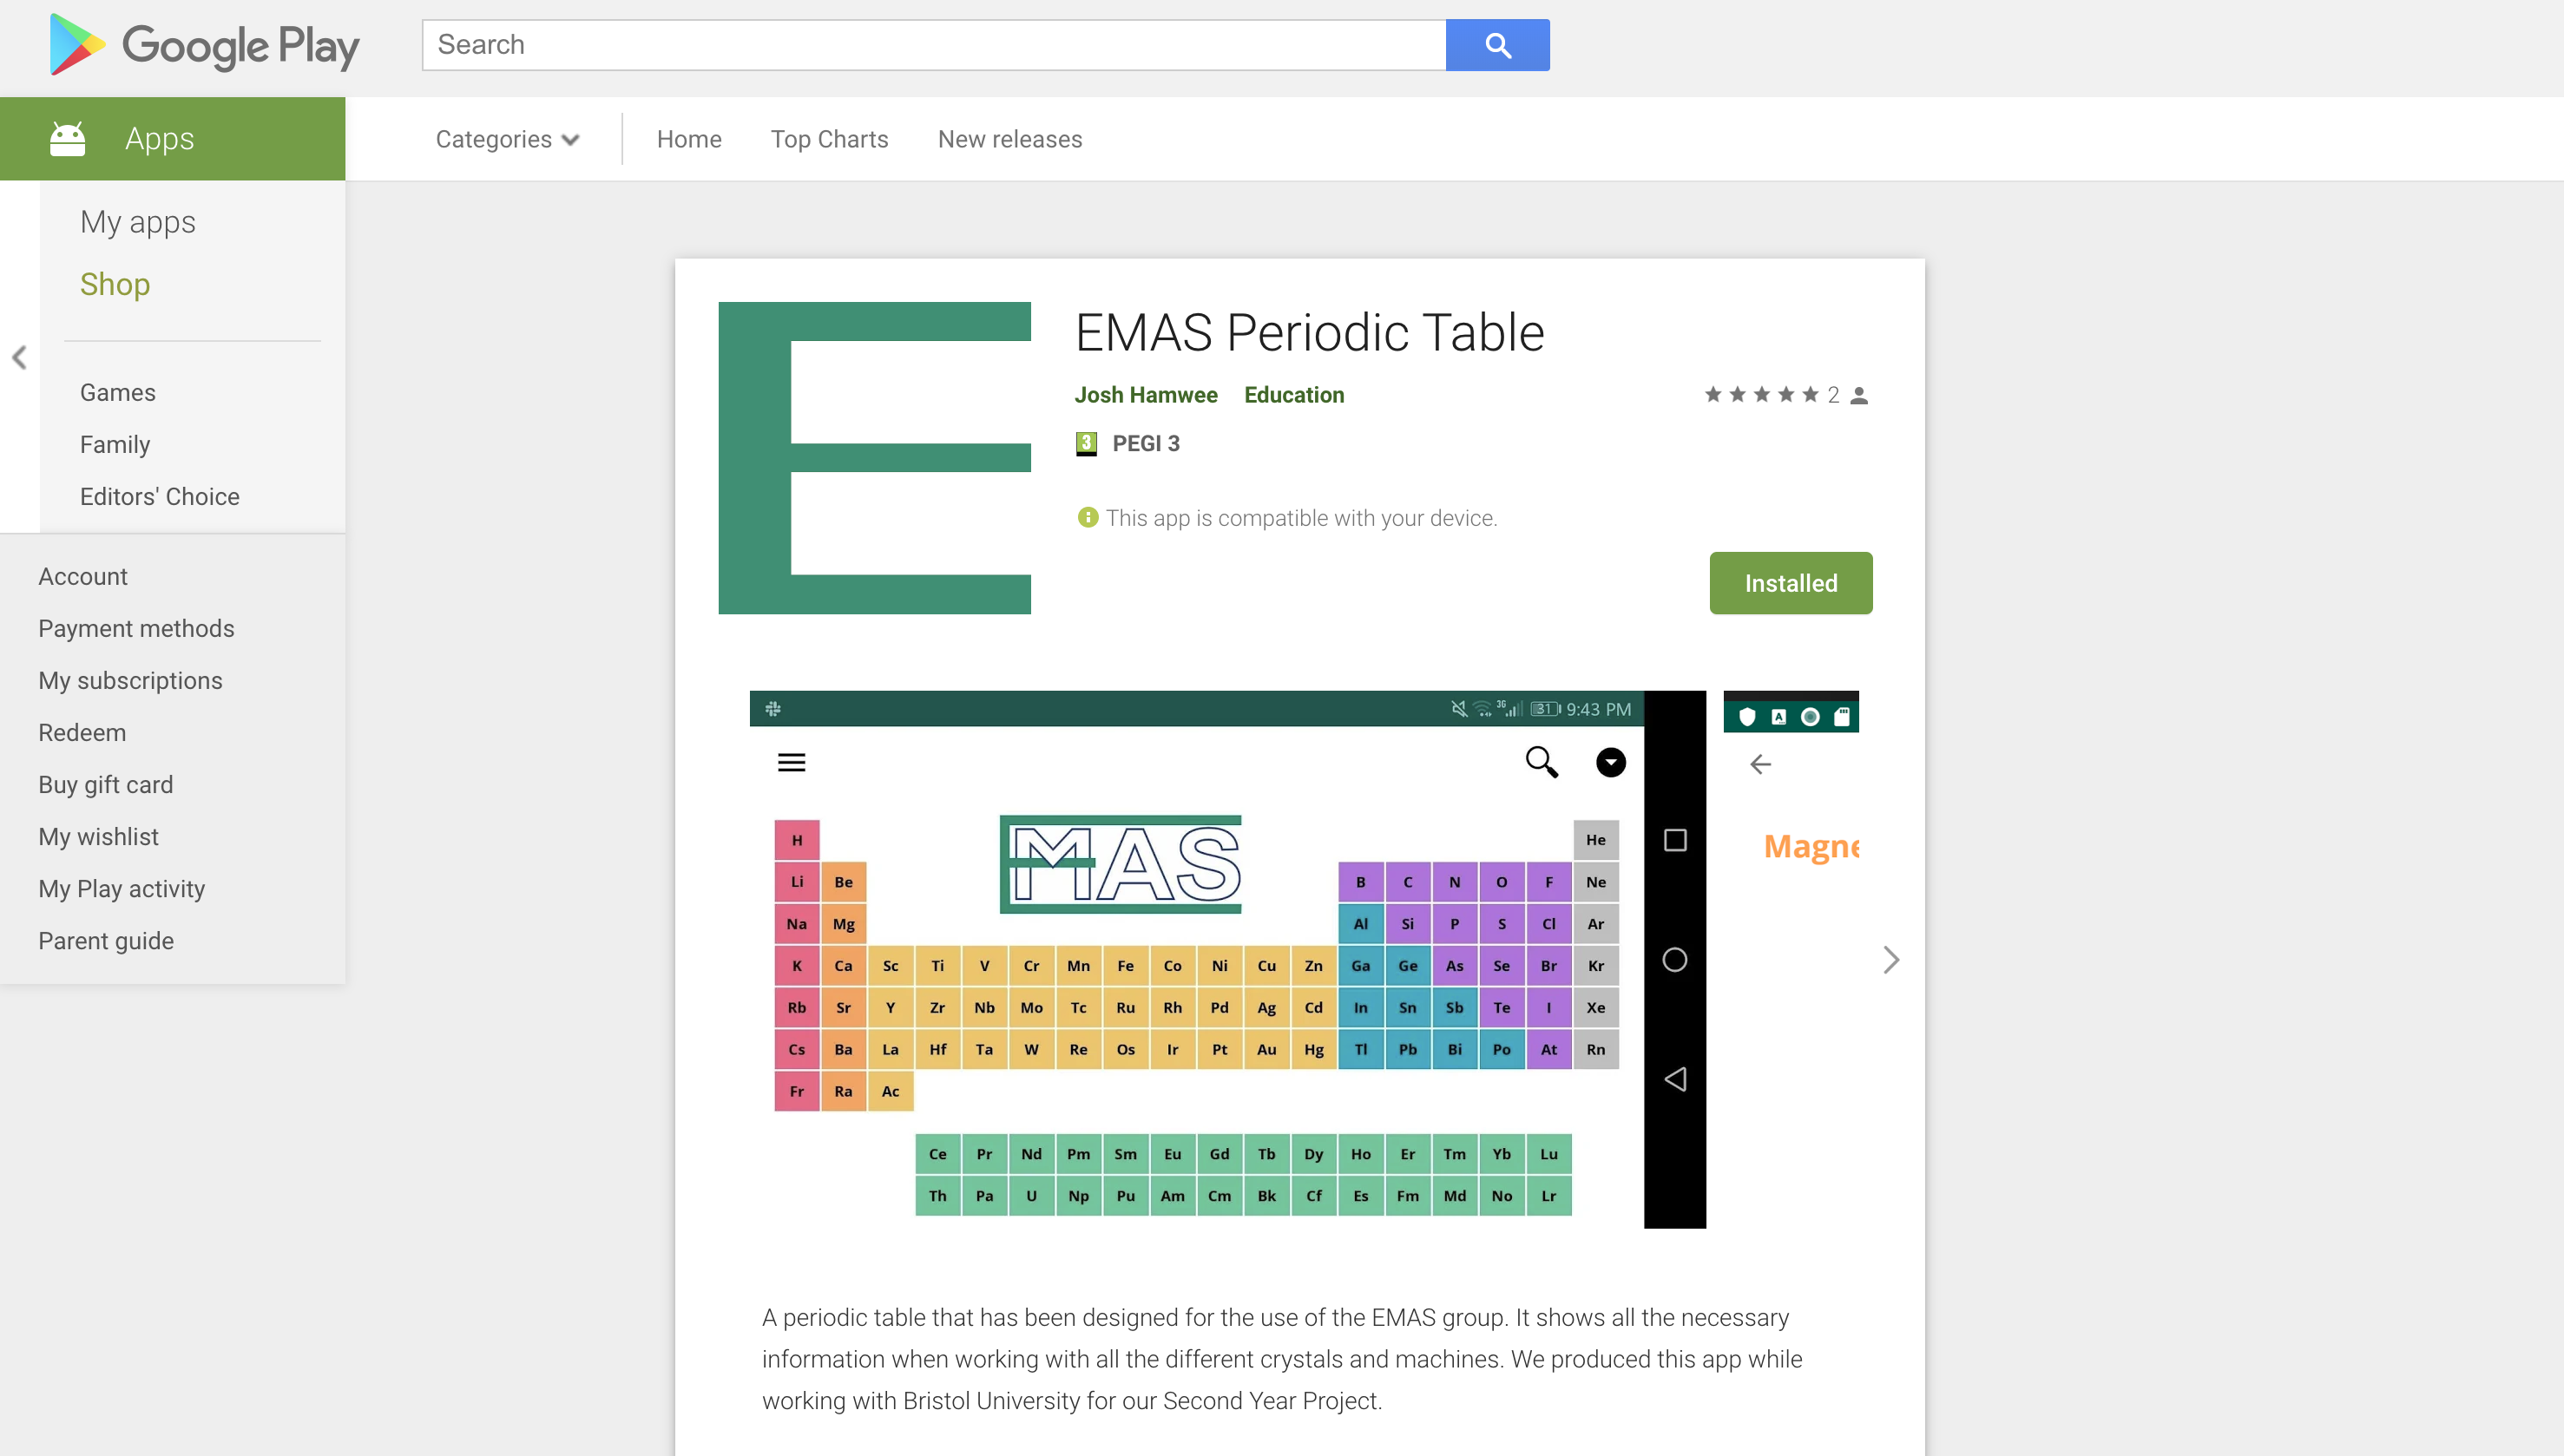 Google Play
Search
Apps
Categories
Home
Top Charts
New releases
My apps
Shop
Games
Family
Editors' Choice
Account
Payment methods
My subscriptions
Redeem
Buy gift card
My wishlist
My Play activity
Parent guide
EMAS Periodic Table
Josh Hamwee Education
2
3 PEGI 3
This app is compatible with your device.
Installed
3G 31 9:43 PM
A
EMAS
Magne
H He
Li Be B C N O F Ne
Na Mg Al Si P S Cl Ar
K Ca Sc Ti V Cr Mn Fe Co Ni Cu Zn Ga Ge As Se Br Kr
Rb Sr Y Zr Nb Mo Tc Ru Rh Pd Ag Cd In Sn Sb Te I Xe
Cs Ba La Hf Ta W Re Os Ir Pt Au Hg Tl Pb Bi Po At Rn
Fr Ra Ac
Ce Pr Nd Pm Sm Eu Gd Tb Dy Ho Er Tm Yb Lu
Th Pa U Np Pu Am Cm Bk Cf Es Fm Md No Lr
A periodic table that has been designed for the use of the EMAS group. It shows all the necessary
information when working with all the different crystals and machines. We produced this app while
working with Bristol University for our Second Year Project.